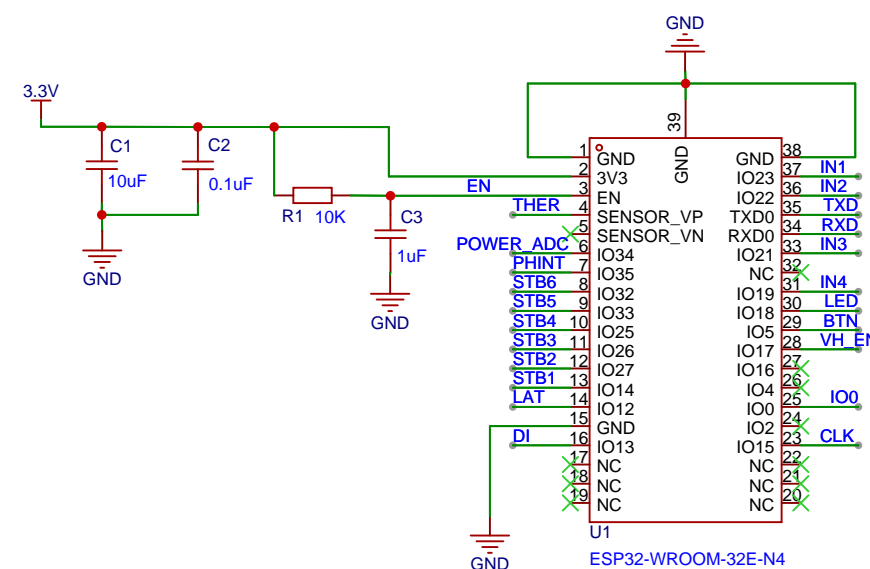 GND
3.3V
C1
10uF
C2
0.1uF
R1 10K
EN
C3
1uF
GND
GND
39
GND
1 GND
2 3V3
3 EN
THER 4 SENSOR_VP
5 SENSOR_VN
POWER_ADC 6 IO34
PHINT 7 IO35
STB6 8 IO32
STB5 9 IO33
STB4 10 IO25
STB3 11 IO26
STB2 12 IO27
STB1 13 IO14
LAT 14 IO12
15 GND
DI 16 IO13
17 NC
18 NC
19 NC
GND 38
IO23 37 IN1
IO22 36 IN2
TXD0 35 TXD
RXD0 34 RXD
IO21 33 IN3
NC 32
IO19 31 IN4
IO18 30 LED
IO5 29 BTN
IO17 28 VH_EN
IO16 27
IO4 26
IO0 25 IO0
IO2 24
IO15 23 CLK
NC 22
NC 21
NC 20
GND
U1
ESP32-WROOM-32E-N4